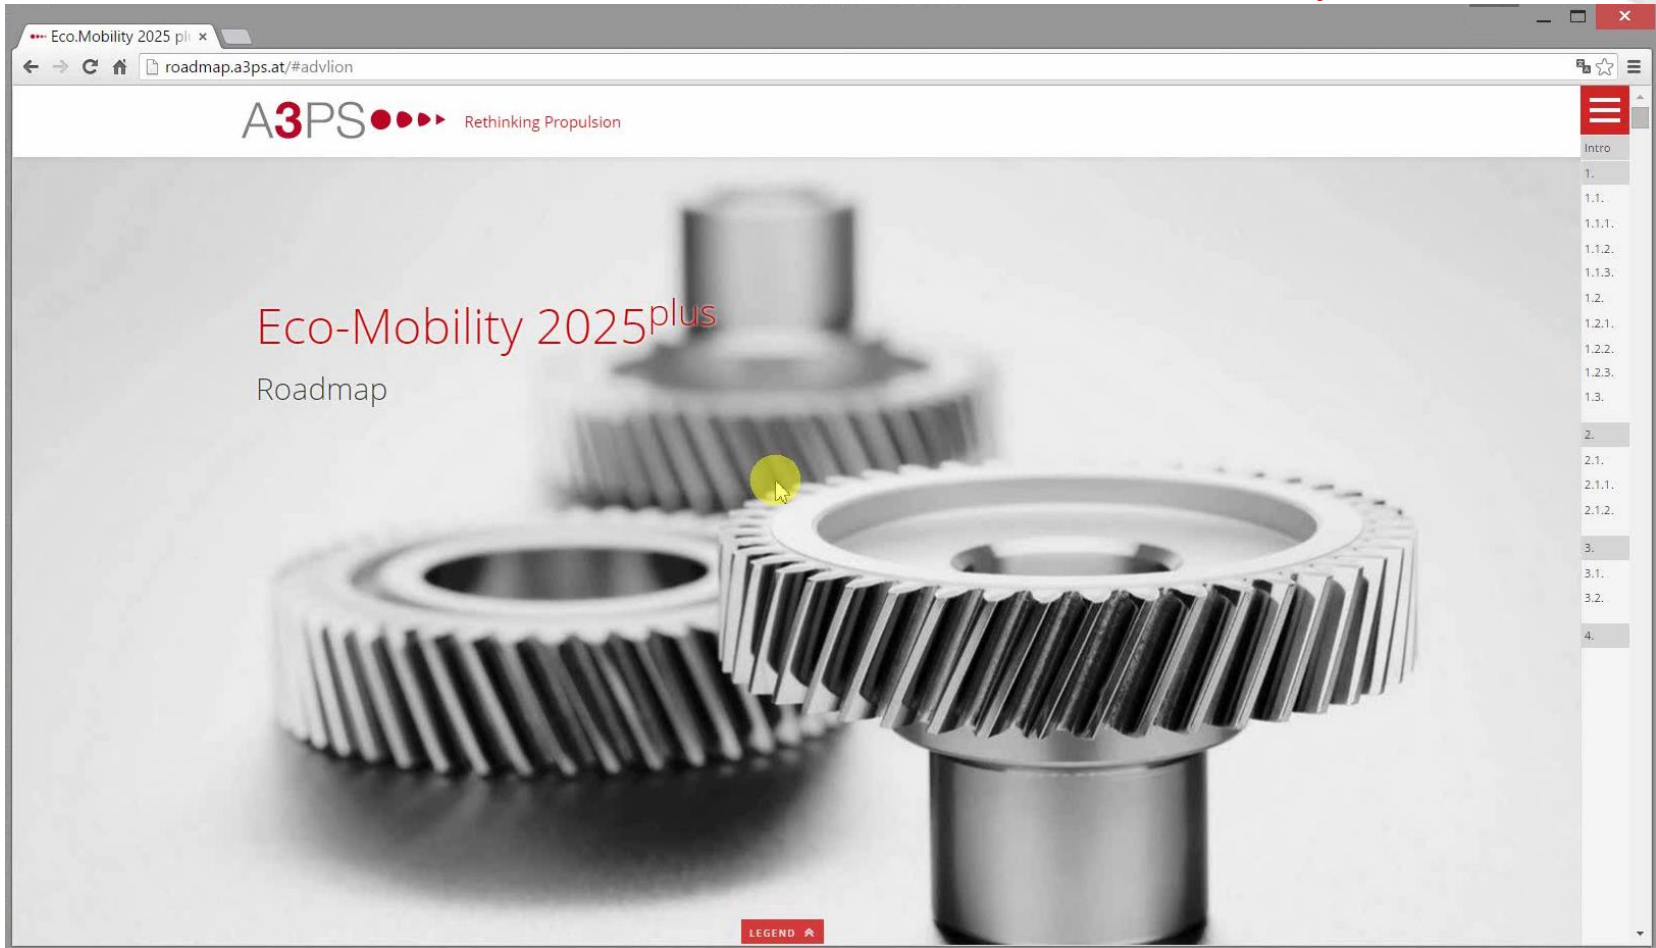 Eco.Mobility 2025 pl
roadmap.a3ps.at/#advlion
A3PS
Rethinking Propulsion
Intro
1.
1.1.
1.1.1.
1.1.2.
1.1.3.
1.2.
1.2.1.
1.2.2.
1.2.3.
1.3.
2.
2.1.
2.1.1.
2.1.2.
3.
3.1.
3.2.
4.
Eco-Mobility 2025plus
Roadmap
LEGEND